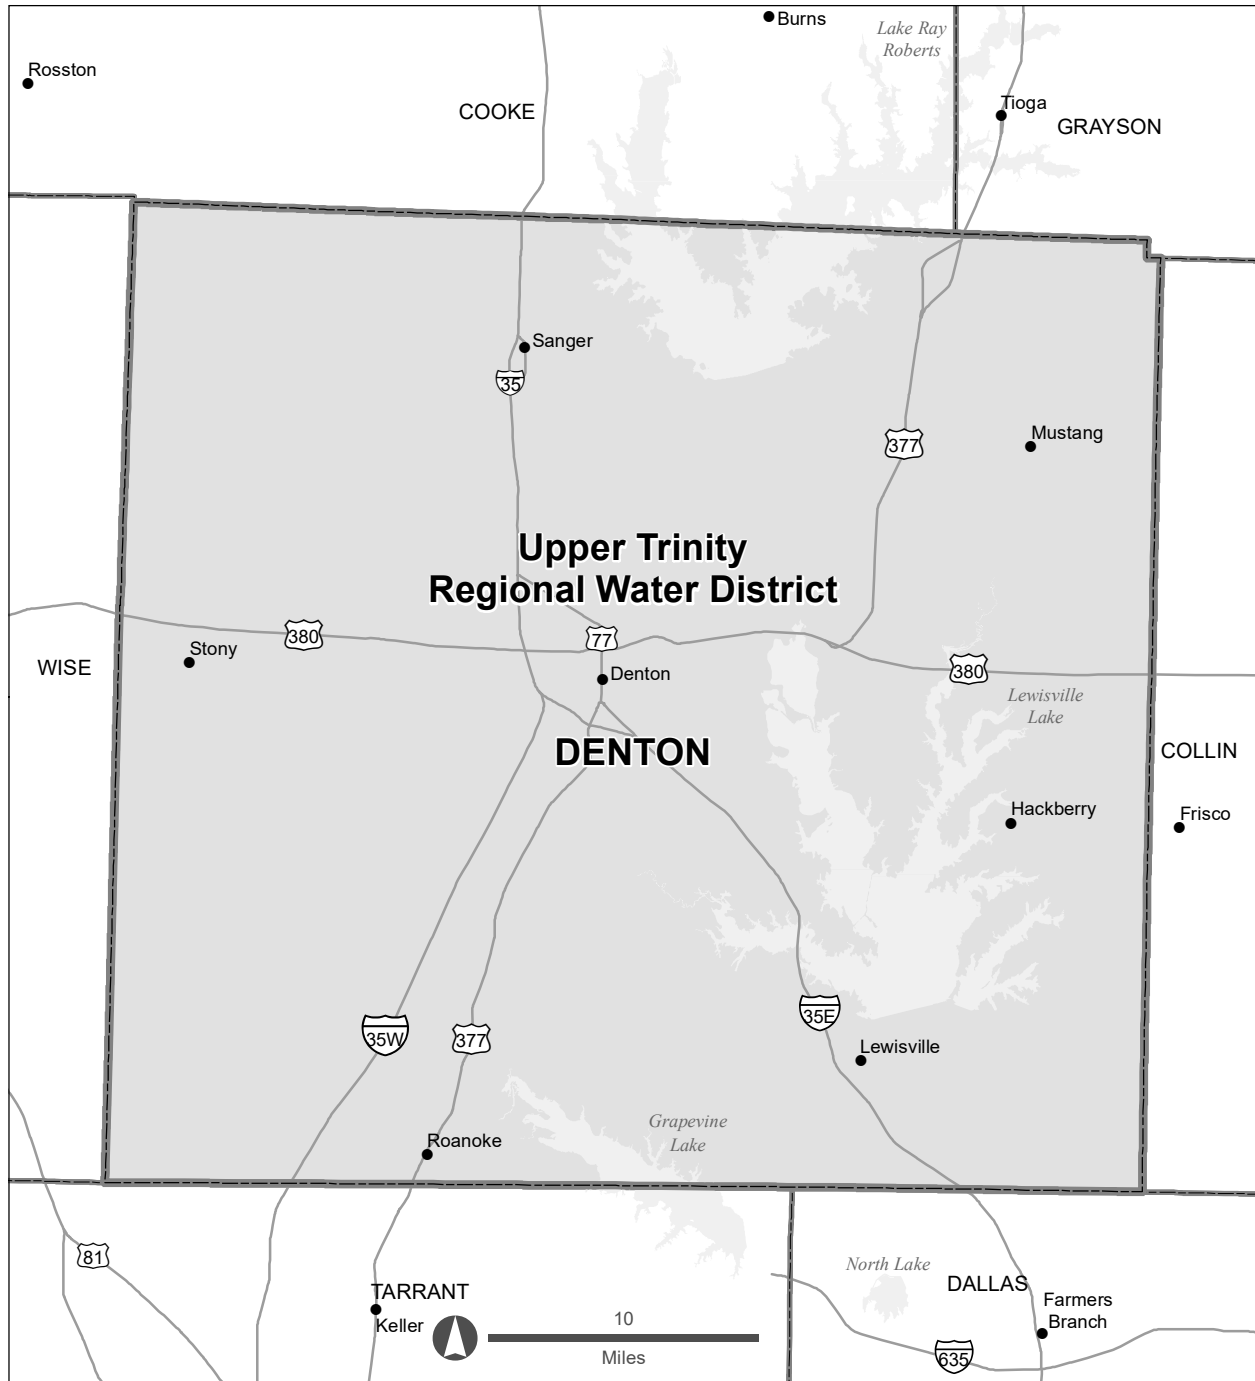 Burns
Lake Ray
Roberts
Rosston
Tioga
COOKE
GRAYSON
Sanger
35
Mustang
377
Upper Trinity
Regional Water District
380
77
Stony
WISE
Denton
380
Lewisville
Lake
DENTON
COLLIN
Hackberry
Frisco
35E
35W
377
Lewisville
Grapevine
Lake
Roanoke
81
North Lake
TARRANT
DALLAS
Farmers
Branch
Keller
10
Miles
635